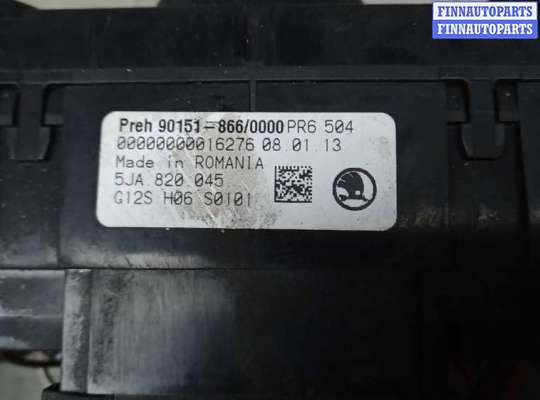 FINNAUTOPARTS
FINNAUTOPARTS
FINNAUTOPARTS
Preh 90151-866/0000 PR6 504
00000000016276 08.01.13
Made in ROMANIA
5JA.820.045
G12S H06 S0101